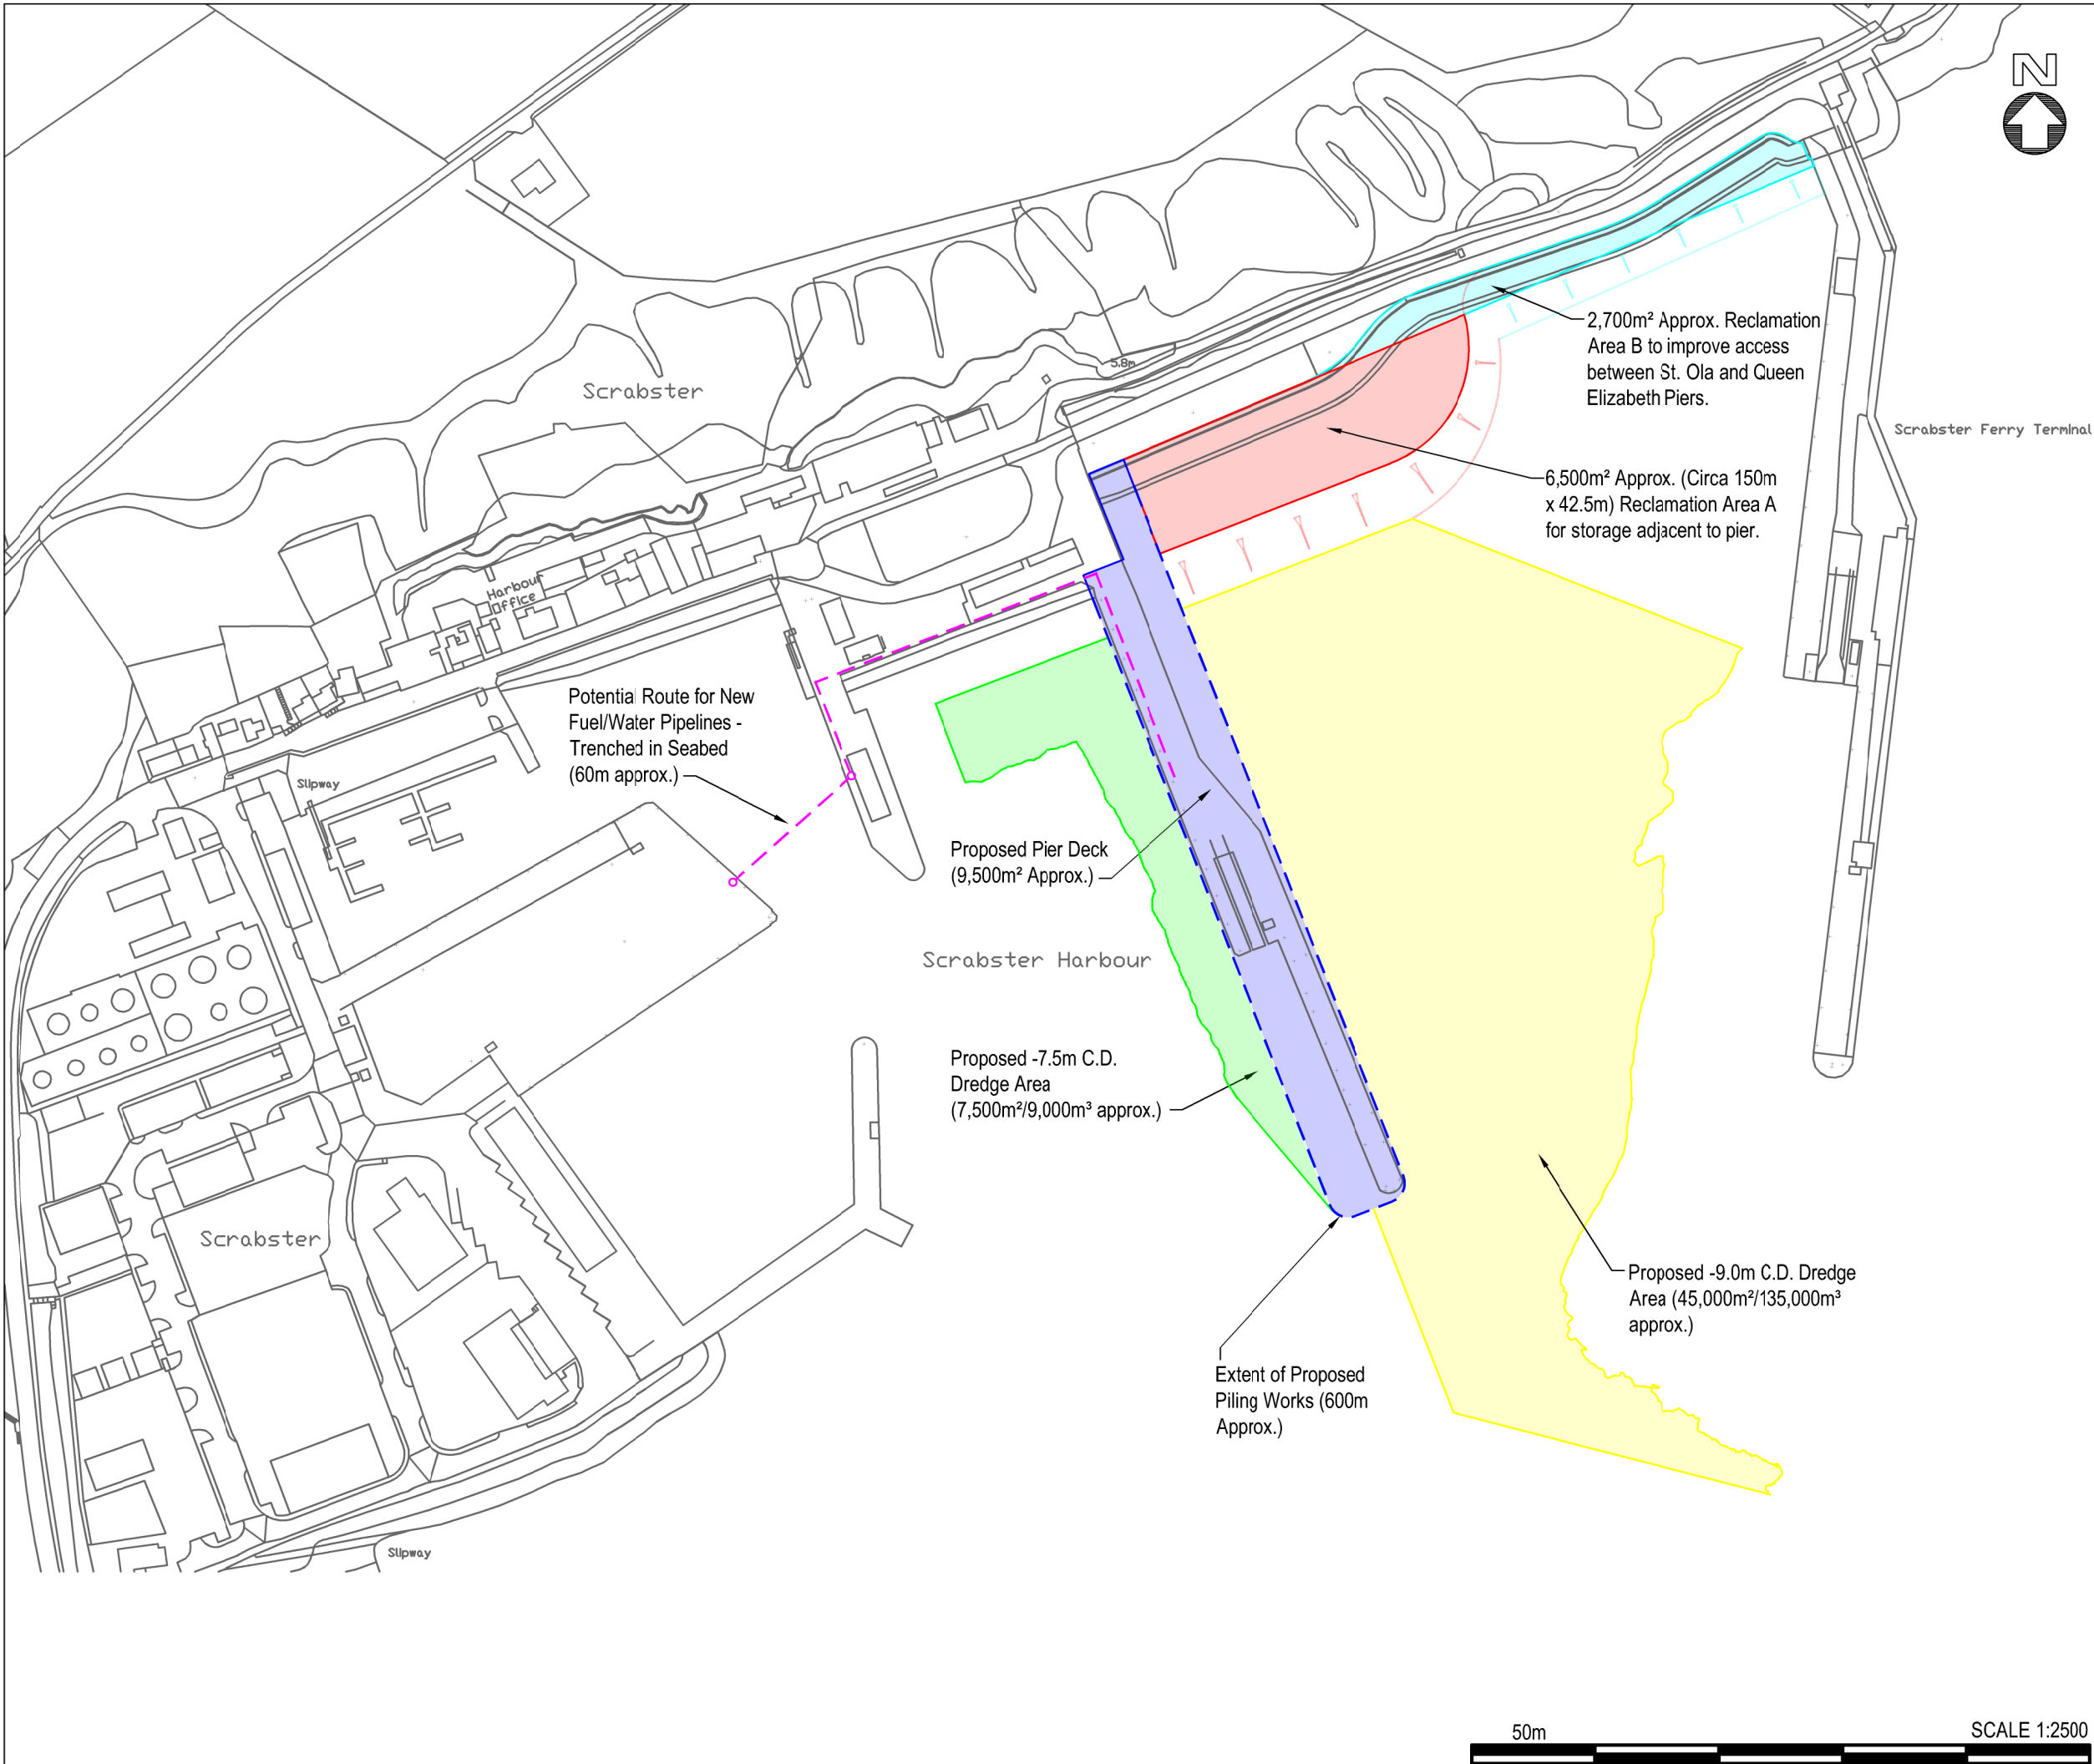 N
2,700m² Approx. Reclamation
Area B to improve access
between St. Ola and Queen
Elizabeth Piers.
5.8m
Scrabster
Scrabster Ferry Terminal
6,500m² Approx. (Circa 150m
x 42.5m) Reclamation Area A
for storage adjacent to pier.
Harbour
Office
Potential Route for New
Fuel/Water Pipelines -
Trenched in Seabed
(60m approx.)
Slipway
Proposed Pier Deck
(9,500m² Approx.)
Scrabster Harbour
Proposed -7.5m C.D.
Dredge Area
(7,500m²/9,000m³ approx.)
Scrabster
Proposed -9.0m C.D. Dredge
Area (45,000m²/135,000m³
approx.)
Extent of Proposed
Piling Works (600m
Approx.)
Slipway
50m
SCALE 1:2500